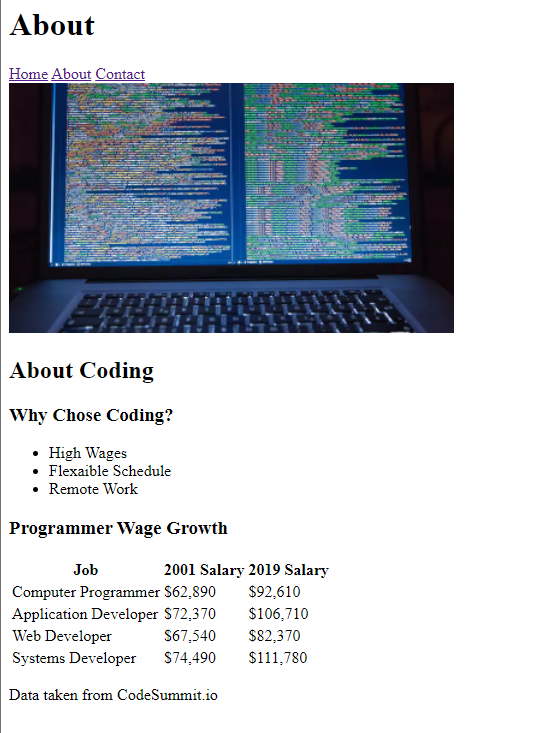 About
Home About Contact
About Coding
Why Chose Coding?
High Wages
Flexaible Schedule
Remote Work
Programmer Wage Growth
Job 2001 Salary 2019 Salary
Computer Programmer $62,890 $92,610
Application Developer $72,370 $106,710
Web Developer $67,540 $82,370
Systems Developer $74,490 $111,780
Data taken from CodeSummit.io